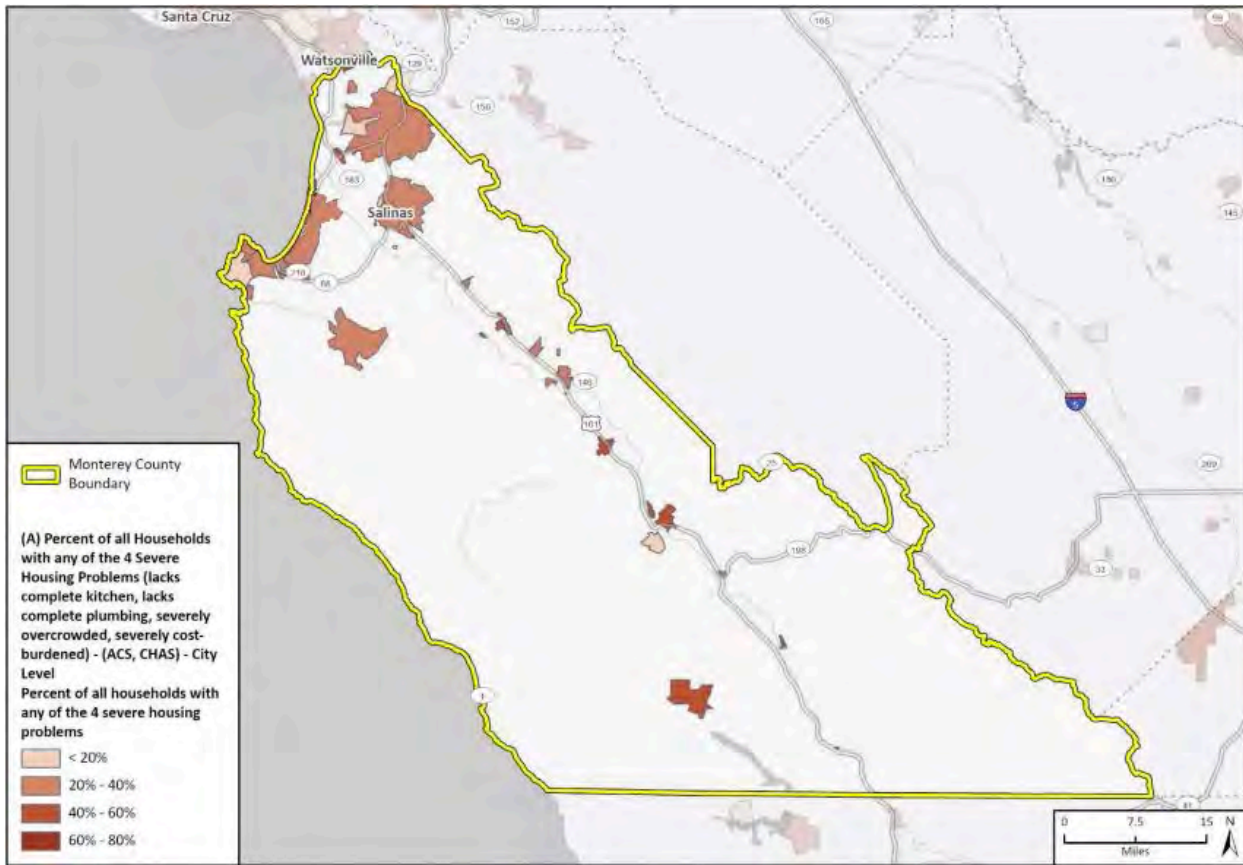 Santa Cruz
152
165
59
Watsonville
129
156
180
183
145
Salinas
218
68
146
101
5
25
269
198
33
1
41
Monterey County
Boundary
(A) Percent of all Households
with any of the 4 Severe
Housing Problems (lacks
complete kitchen, lacks
complete plumbing, severely
overcrowded, severely cost-
burdened) - (ACS, CHAS) - City
Level
Percent of all households with
any of the 4 severe housing
problems
< 20%
20% - 40%
40% - 60%
60% - 80%
0 7.5 15
Miles
N